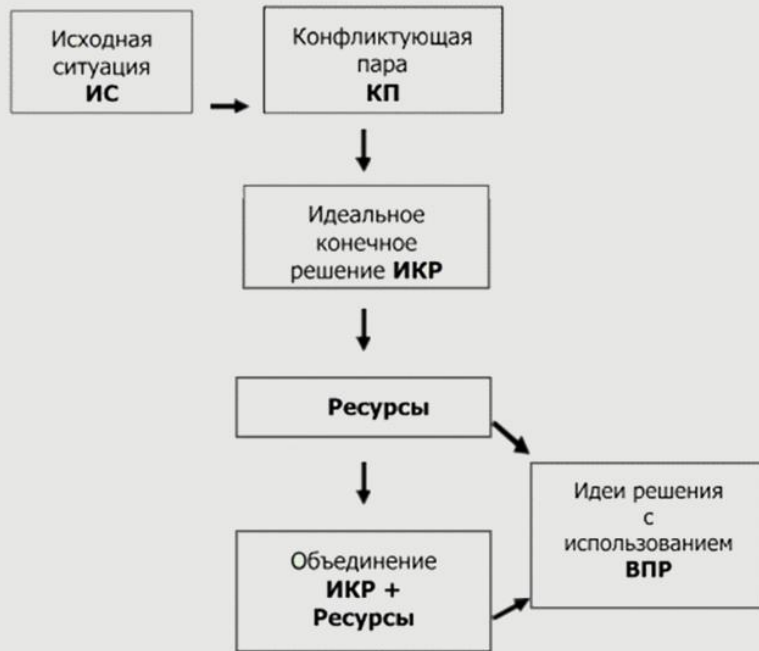 Исходная
ситуация
ИС
Конфликтующая
пара
КП
Идеальное
конечное
решение ИКР
Ресурсы
Объединение
ИКР +
Ресурсы
Идеи решения
с
использованием
ВПР